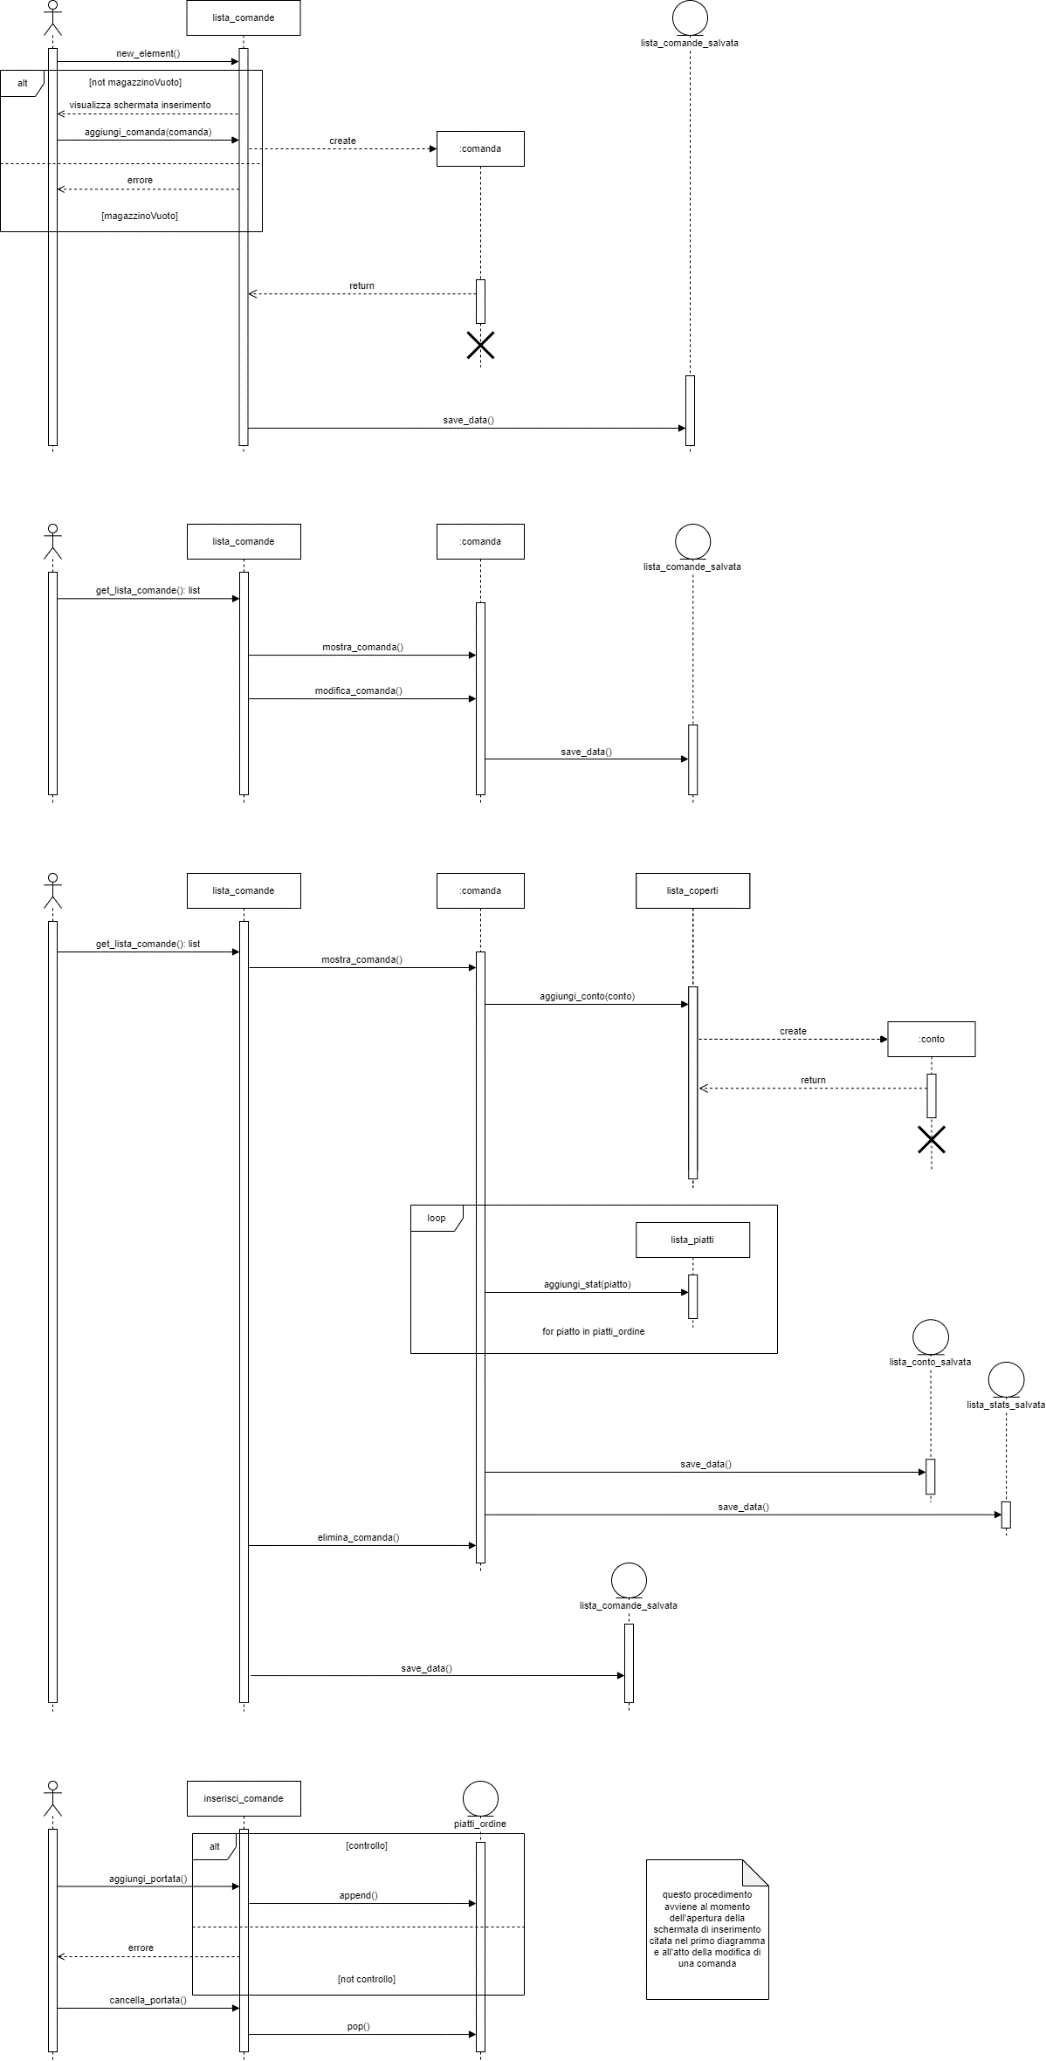 lista_comande
lista_comande_salvata
new_element()
alt
[not magazzinoVuoto]
visualizza schermata inserimento
aggiungi_comanda(comanda)
create
:comanda
errore
[magazzinoVuoto]
return
save_data()
lista_comande
:comanda
lista_comande_salvata
get_lista_comande(): list
mostra_comanda()
modifica_comanda()
save_data()
lista_comande
:comanda
lista_coperti
get_lista_comande(): list
mostra_comanda()
aggiungi_conto(conto)
create
:conto
return
loop
lista_piatti
aggiungi_stat(piatto)
for piatto in piatti_ordine
lista_conto_salvata
lista_stats_salvata
save_data()
save_data()
elimina_comanda()
lista_comande_salvata
save_data()
inserisci_comande
piatti_ordine
alt
[controllo]
aggiungi_portata()
append()
errore
[not controllo]
cancella_portata()
pop()
questo procedimento
avviene al momento
dell'apertura della
schermata di inserimento
citata nel primo diagramma
e all'atto della modifica di
una comanda